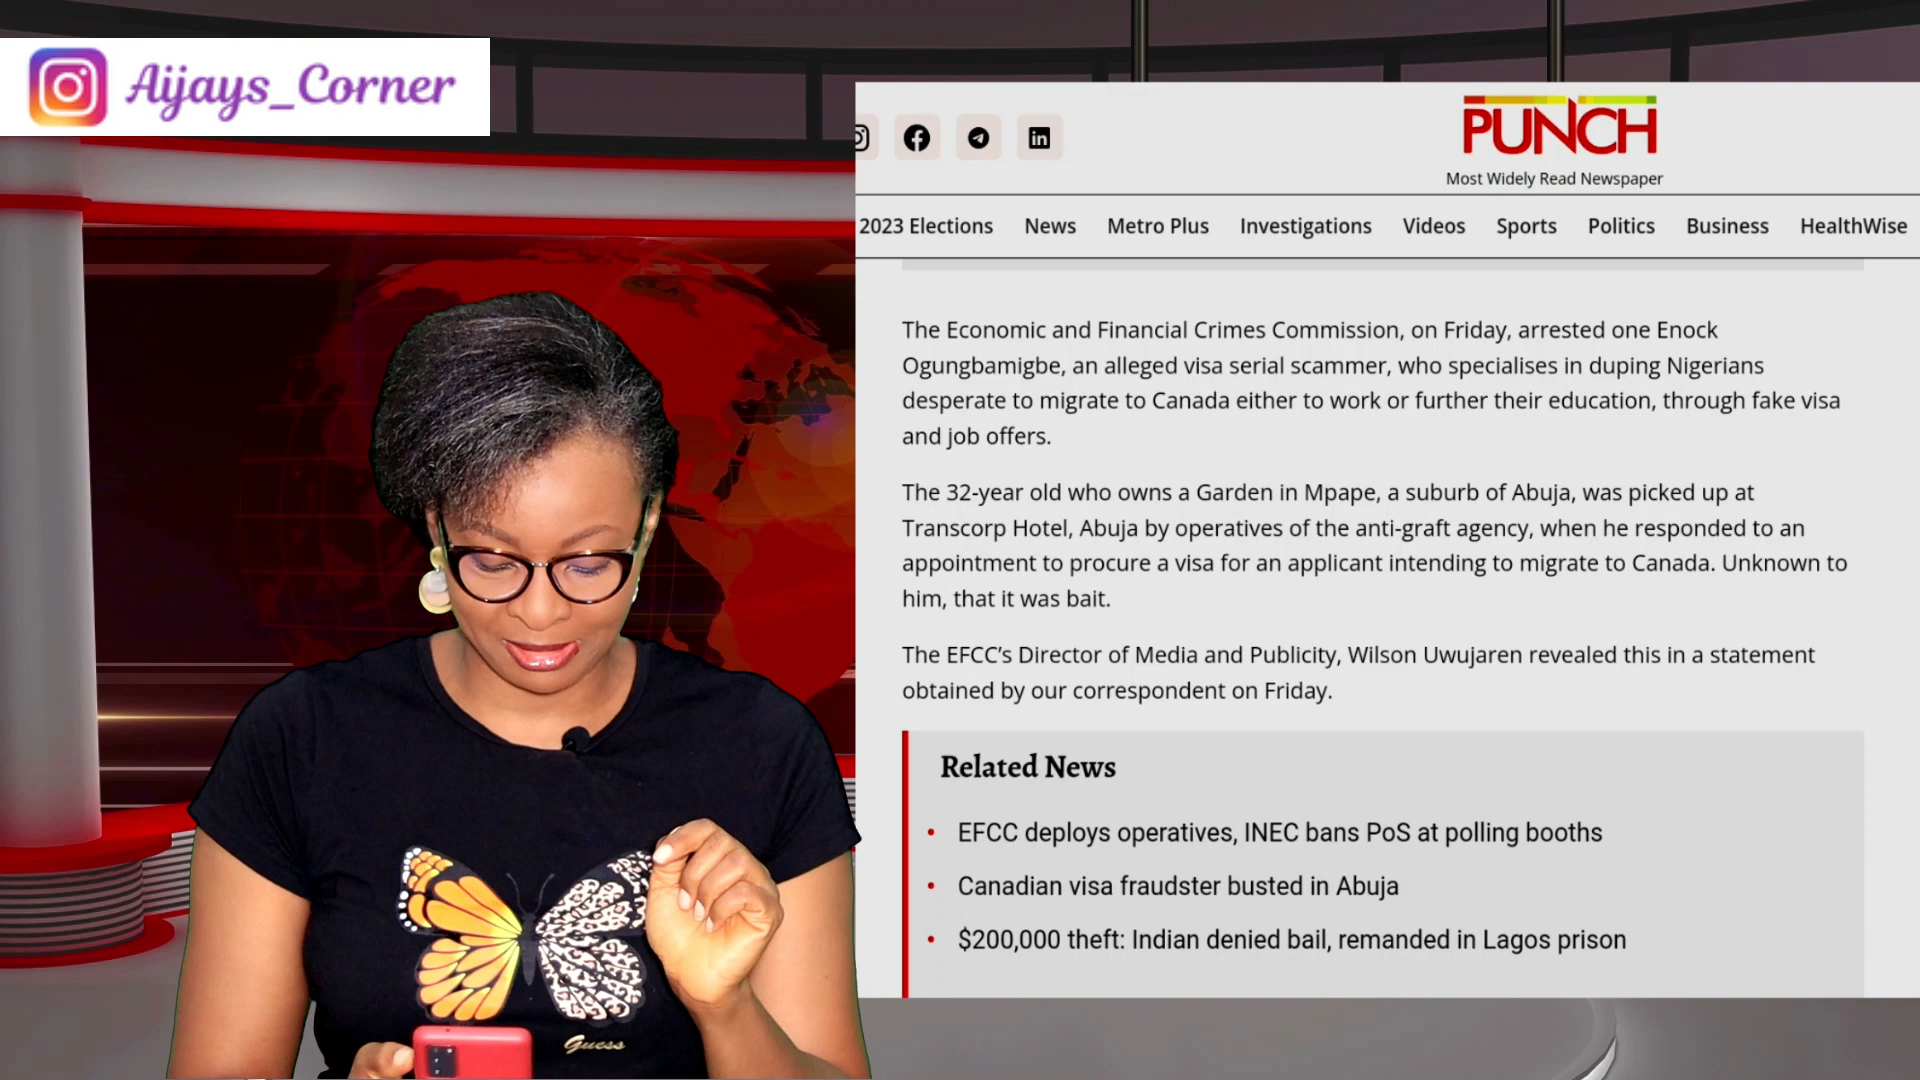 Aijays_Corner
PUNCH
Most Widely Read Newspaper
2023 Elections News Metro Plus Investigations Videos Sports Politics Business HealthWise
The Economic and Financial Crimes Commission, on Friday, arrested one Enock
Ogungbamigbe, an alleged visa serial scammer, who specialises in duping Nigerians
desperate to migrate to Canada either to work or further their education, through fake visa
and job offers.
The 32-year old who owns a Garden in Mpape, a suburb of Abuja, was picked up at
Transcorp Hotel, Abuja by operatives of the anti-graft agency, when he responded to an
appointment to procure a visa for an applicant intending to migrate to Canada. Unknown to
him, that it was bait.
The EFCC’s Director of Media and Publicity, Wilson Uwujaren revealed this in a statement
obtained by our correspondent on Friday.
Related News
• EFCC deploys operatives, INEC bans PoS at polling booths
• Canadian visa fraudster busted in Abuja
• $200,000 theft: Indian denied bail, remanded in Lagos prison
Guess